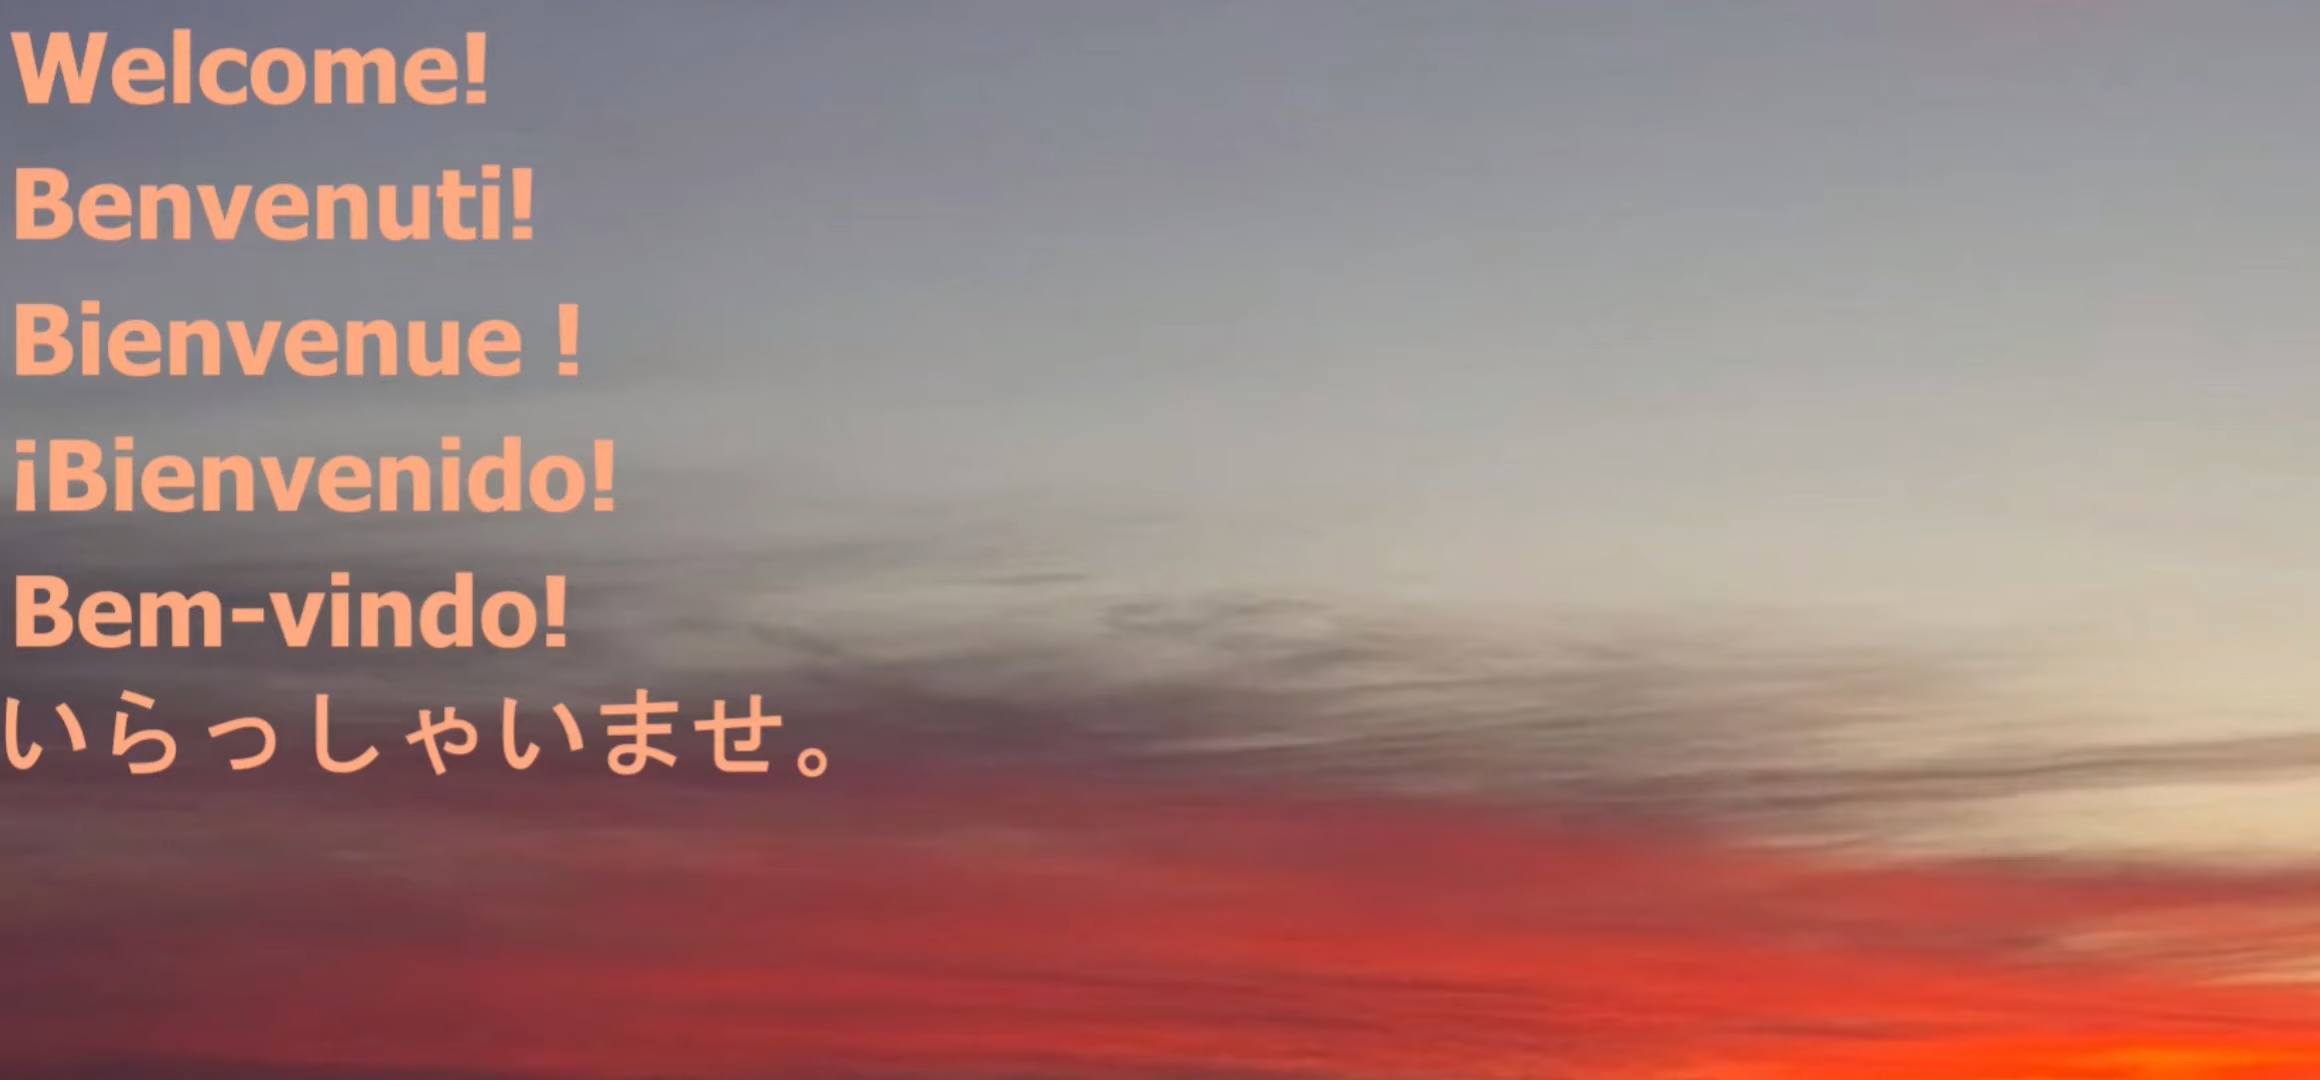 Welcome!
Benvenuti!
Bienvenue !
¡Bienvenido!
Bem-vindo!
いらっしゃいませ。